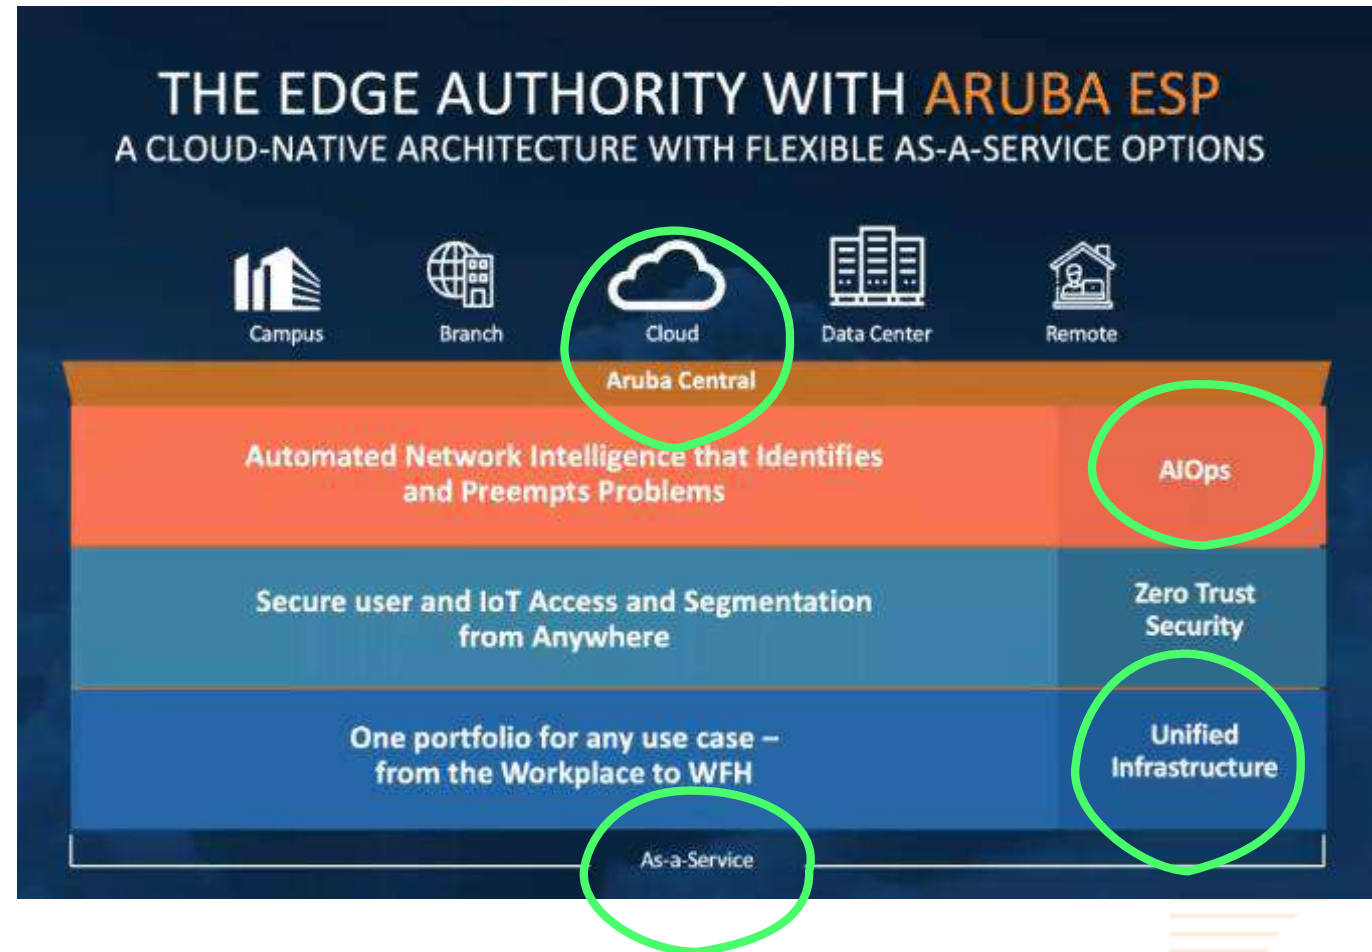 THE EDGE AUTHORITY WITH ARUBA ESP
A CLOUD-NATIVE ARCHITECTURE WITH FLEXIBLE AS-A-SERVICE OPTIONS
Campus
Branch
Cloud
Data Center
Remote
Aruba Central
Automated Network Intelligence that Identifies
and Preempts Problems
AIOps
Secure user and IoT Access and Segmentation
from Anywhere
Zero Trust
Security
One portfolio for any use case –
from the Workplace to WFH
Unified
Infrastructure
As-a-Service